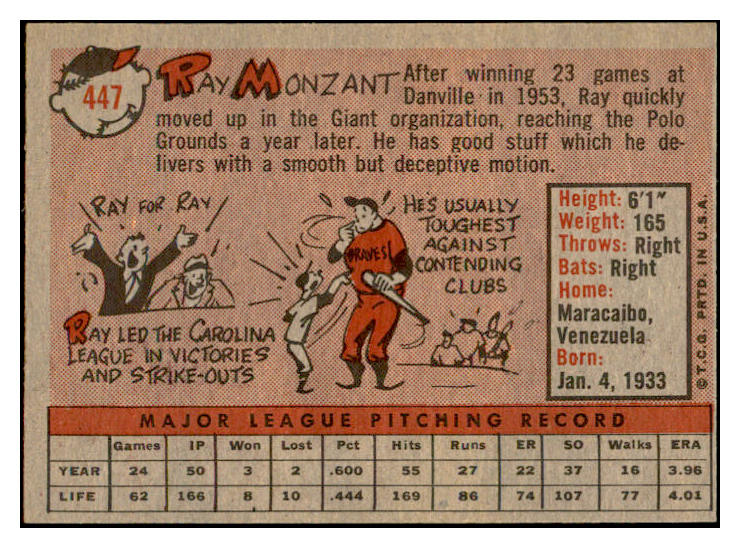 447
RAY MONZANT
After winning 23 games at
Danville in 1953, Ray quickly
moved up in the Giant organization, reaching the Polo
Grounds a year later. He has good stuff which he de-
livers with a smooth but deceptive motion.
RAY FOR RAY
HE'S USUALLY
TOUGHEST
AGAINST
CONTENDING
CLUBS
BRAVES
RAY LED THE CAROLINA
LEAGUE IN VICTORIES
AND STRIKE-OUTS
Height: 6'1"
Weight: 165
Throws: Right
Bats: Right
Home:
Maracaibo,
Venezuela
Born:
Jan. 4, 1933
© T.C.G. PRTD. IN U.S.A.
MAJOR LEAGUE PITCHING RECORD
Games IP Won Lost Pct Hits Runs ER SO Walks ERA
YEAR 24 50 3 2 .600 55 27 22 37 16 3.96
LIFE 62 166 8 10 .444 169 86 74 107 77 4.01